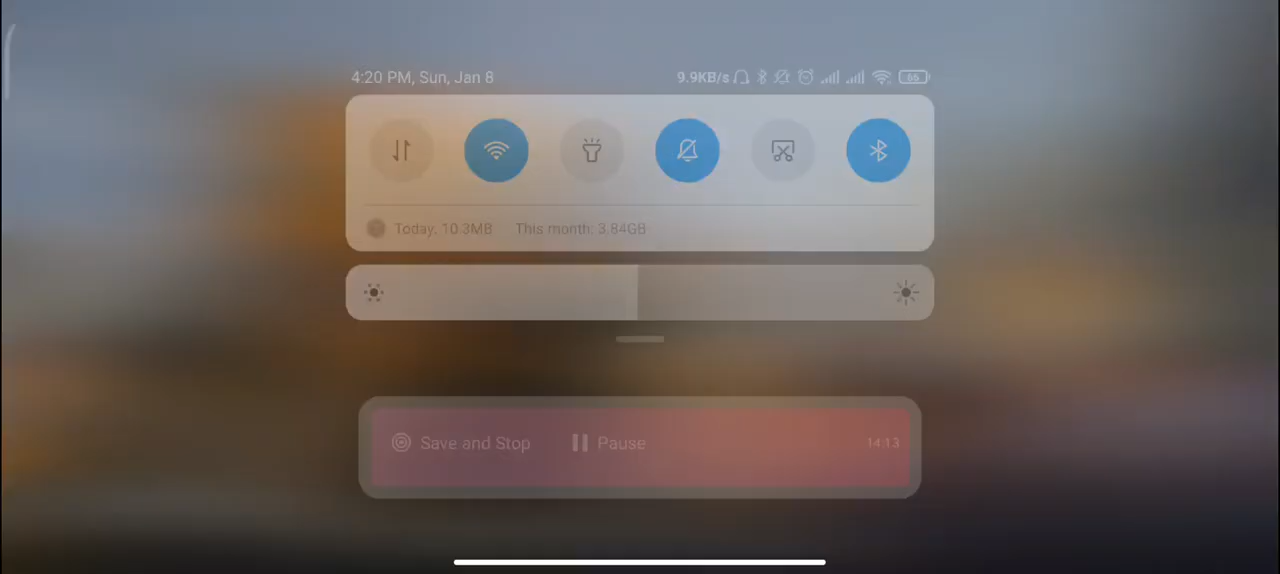 4:20 PM, Sun, Jan 8 9.9KB/s 65
Today: 10.3MB This month: 3.84GB
Save and Stop Pause 14:13